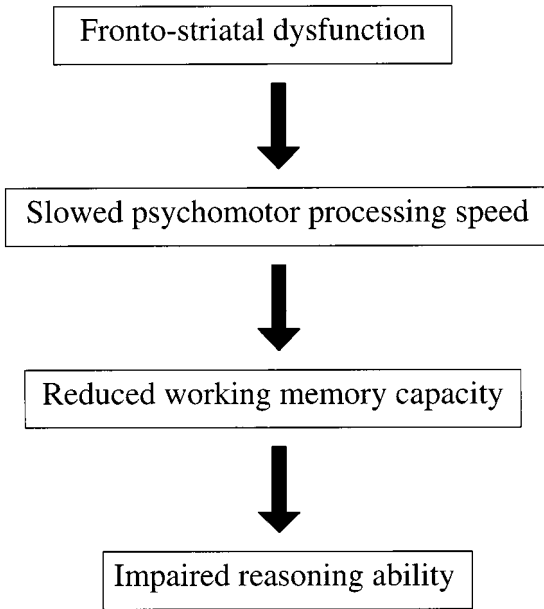 Fronto-striatal dysfunction
Slowed psychomotor processing speed
Reduced working memory capacity
Impaired reasoning ability